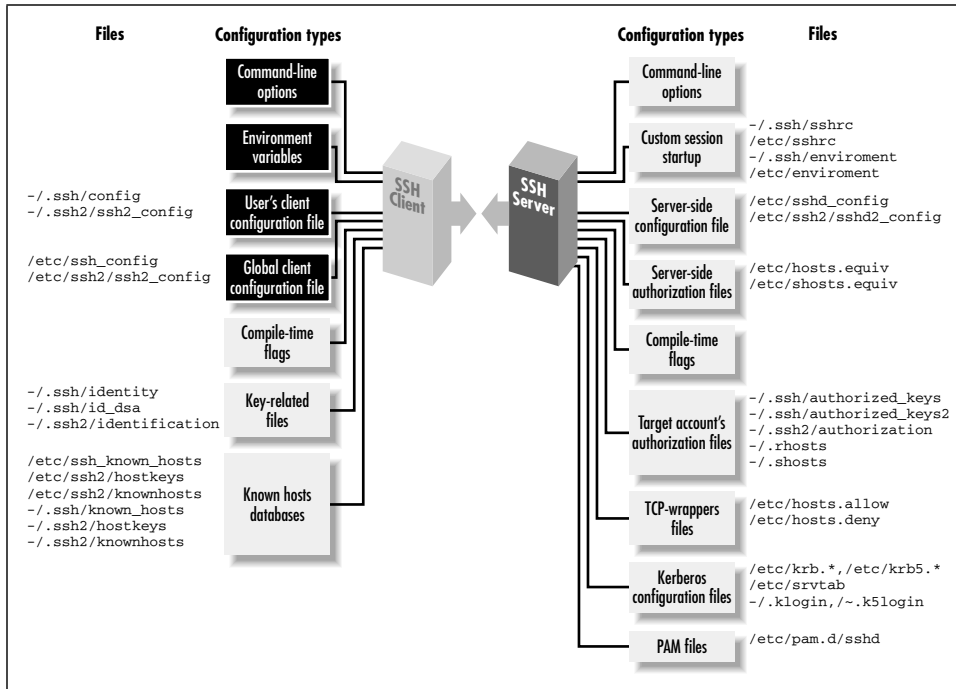 Files
Configuration types
Command-line
options
Environment
variables
-/.ssh/config
-/.ssh2/ssh2_config
User's client
configuration file
/etc/ssh_config
/etc/ssh2/ssh2_config
Global client
configuration file
Compile-time
flags
-/.ssh/identity
-/.ssh/id_dsa
-/.ssh2/identification
Key-related
files
/etc/ssh_known_hosts
/etc/ssh2/hostkeys
/etc/ssh2/knownhosts
-/.ssh/known_hosts
-/.ssh2/hostkeys
-/.ssh2/knownhosts
Known hosts
databases
SSH
Client
SSH
Server
Configuration types
Files
Command-line
options
Custom session
startup
-/.ssh/sshrc
/etc/sshrc
-/.ssh/enviroment
/etc/enviroment
Server-side
configuration file
/etc/sshd_config
/etc/ssh2/sshd2_config
Server-side
authorization files
/etc/hosts.equiv
/etc/shosts.equiv
Compile-time
flags
Target account's
authorization files
-/.ssh/authorized_keys
-/.ssh/authorized_keys2
-/.ssh2/authorization
-/.rhosts
-/.shosts
TCP-wrappers
files
/etc/hosts.allow
/etc/hosts.deny
Kerberos
configuration files
/etc/krb.*,/etc/krb5.*
/etc/srvtab
-/.klogin,/~.k5login
PAM files
/etc/pam.d/sshd